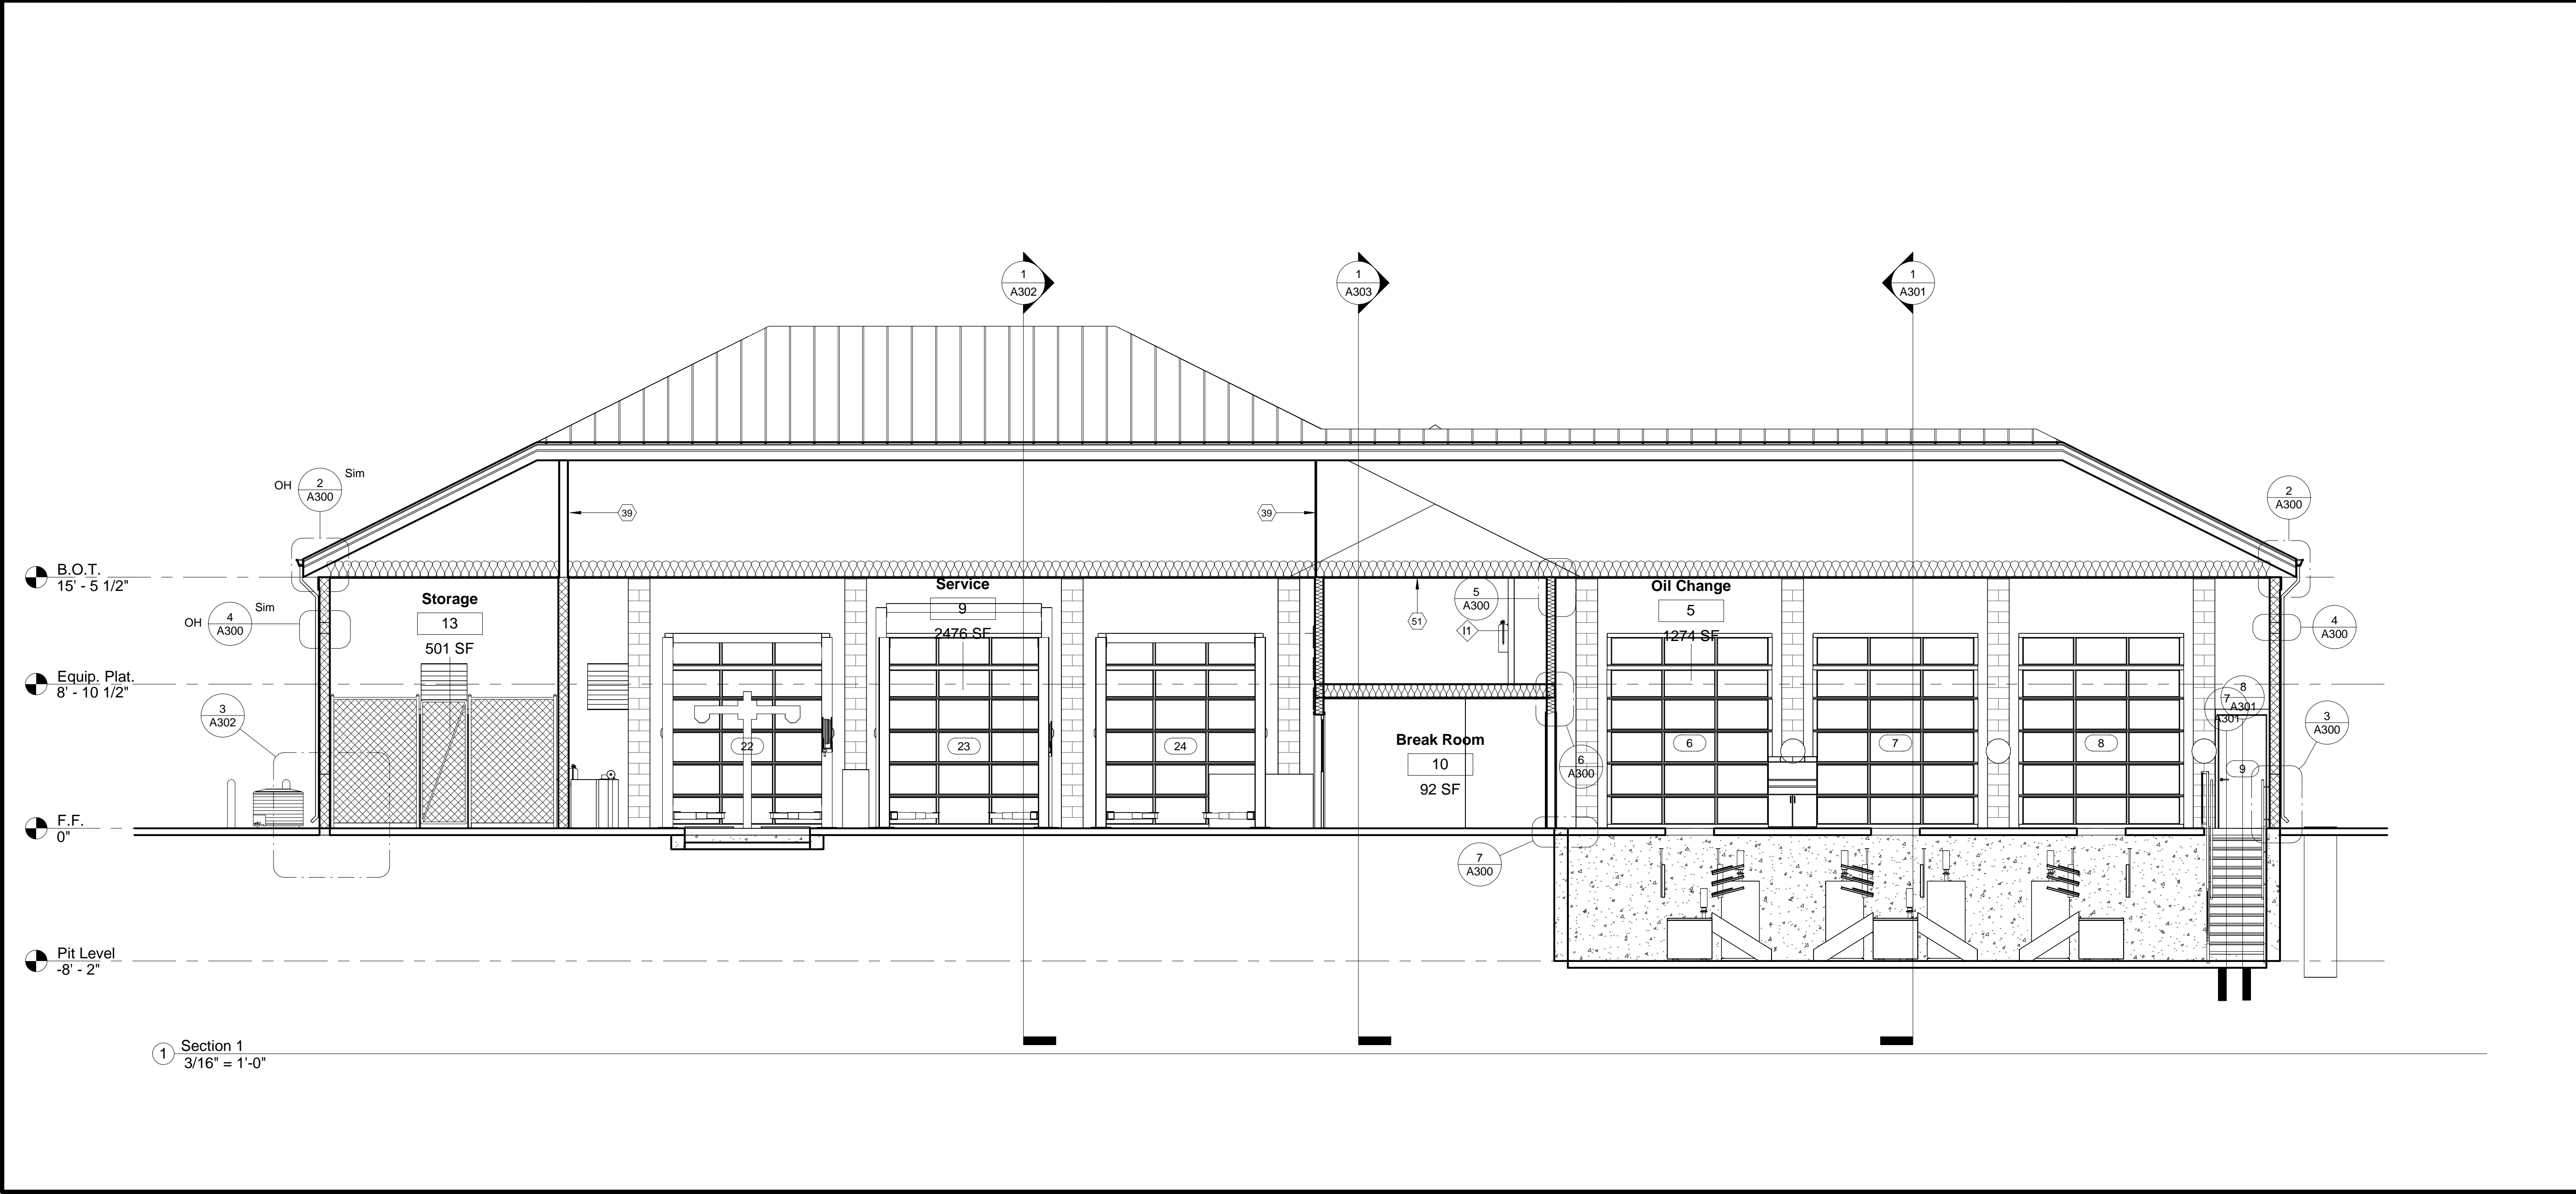 1
A302
1
A303
1
A301
OH
2
A300
Sim
2
A300
39
39
B.O.T.
15' - 5 1/2"
OH
4
A300
Sim
Storage
13
501 SF
Service
9
2476 SF
51
5
A300
I1
Oil Change
5
1274 SF
4
A300
Equip. Plat.
8' - 10 1/2"
3
A302
22
23
24
Break Room
10
92 SF
6
A300
6
7
8
7
A301
8
A301
9
3
A300
F.F.
0"
7
A300
Pit Level
-8' - 2"
1
Section 1
3/16" = 1'-0"